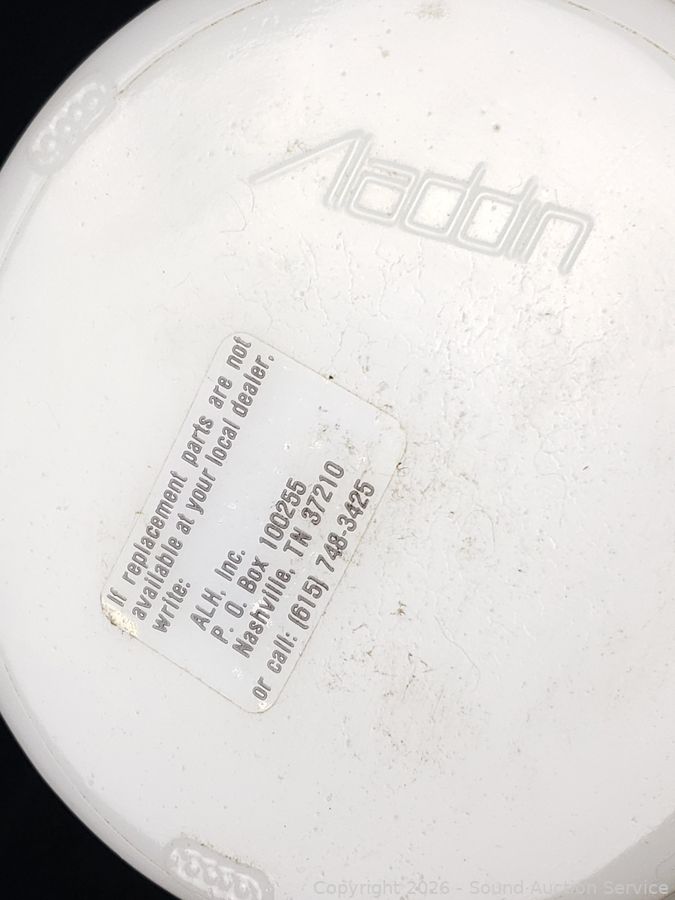 Aladdin
If replacement parts are not
available at your local dealer,
write:
ALH, Inc.
P. O. Box 100255
Nashville, TN 37210
or call: (615) 748-3425
Copyright 2026 - Sound Auction Service